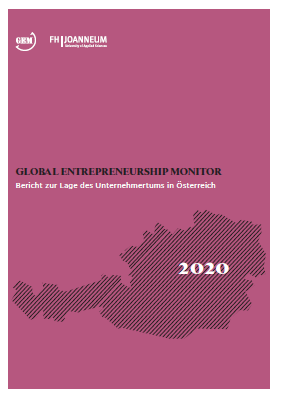 GEM
FH JOANNEUM
University of Applied Sciences
GLOBAL ENTREPRENEURSHIP MONITOR
Bericht zur Lage des Unternehmertums in Österreich
2020